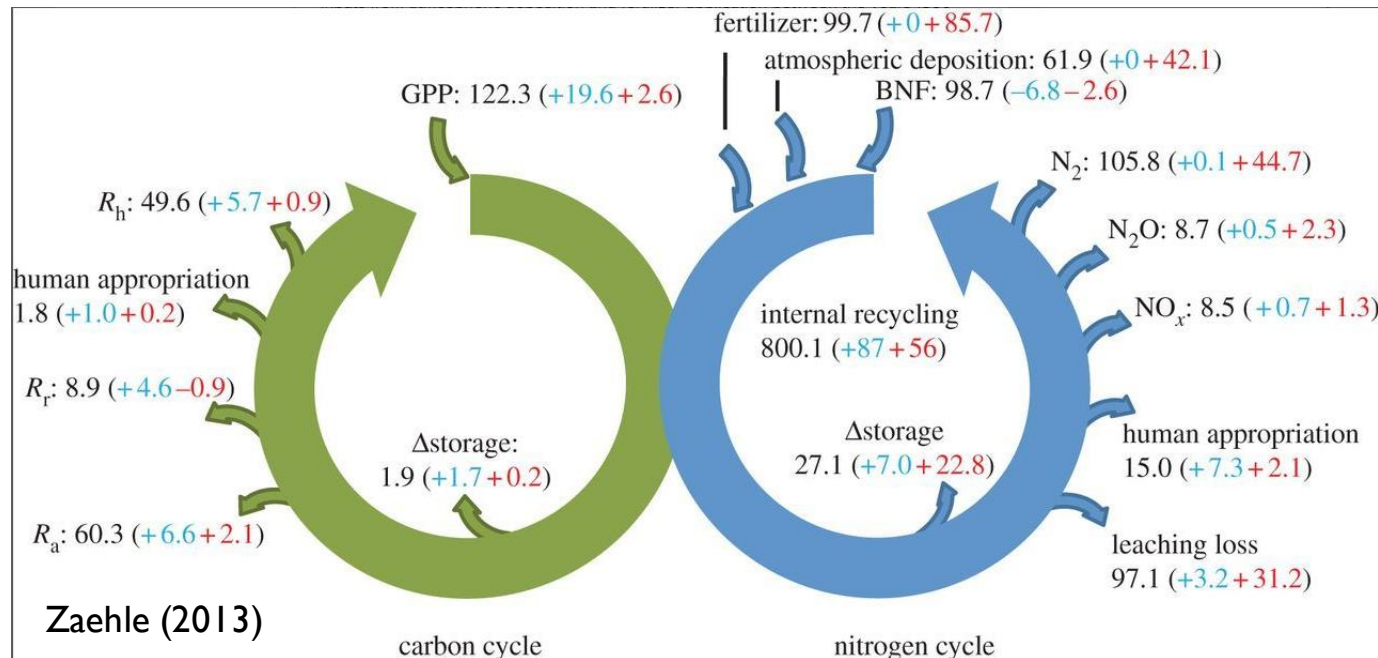 fertilizer: 99.7 (+0+85.7)
atmospheric deposition: 61.9 (+0+42.1)
GPP: 122.3 (+19.6+2.6)
BNF: 98.7 (–6.8–2.6)
N₂: 105.8 (+0.1+44.7)
Rₕ: 49.6 (+5.7+0.9)
N₂O: 8.7 (+0.5+2.3)
human appropriation
1.8 (+1.0+0.2)
internal recycling
800.1 (+87+56)
NOₓ: 8.5 (+0.7+1.3)
Rᵣ: 8.9 (+4.6–0.9)
Δstorage:
1.9 (+1.7+0.2)
Δstorage
27.1 (+7.0+22.8)
human appropriation
15.0 (+7.3+2.1)
Rₐ: 60.3 (+6.6+2.1)
leaching loss
97.1 (+3.2+31.2)
Zaehle (2013)
carbon cycle
nitrogen cycle